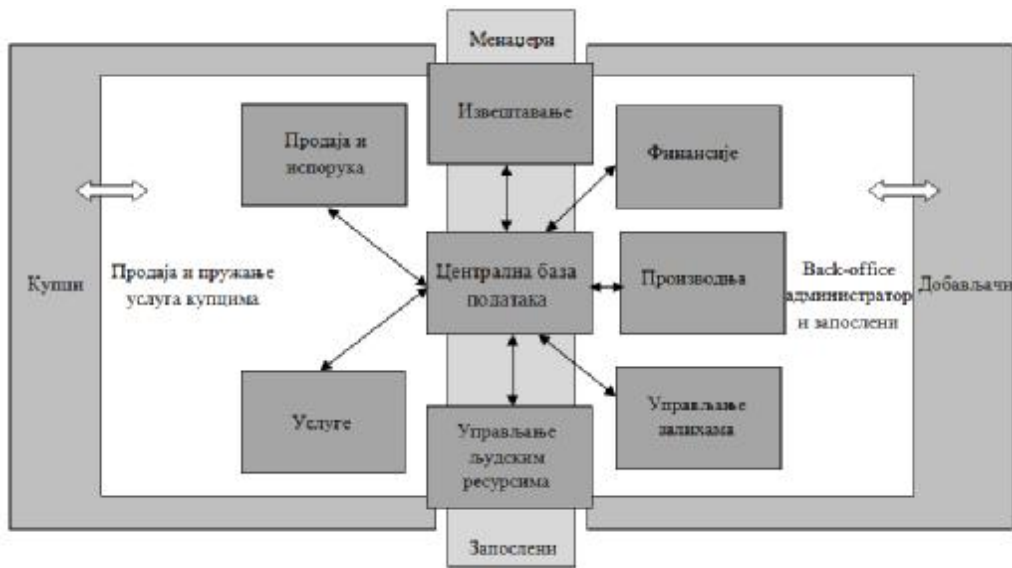 Менаџери
Извештавање
Продаја и
испорука
Финансије
Купци
Продаја и пружање
услуга купцима
Централна база
података
Производња
Back-office
администратор
и запослени
Добављачи
Услуге
Управљање
људским
ресурсима
Управљање
залихама
Запослени